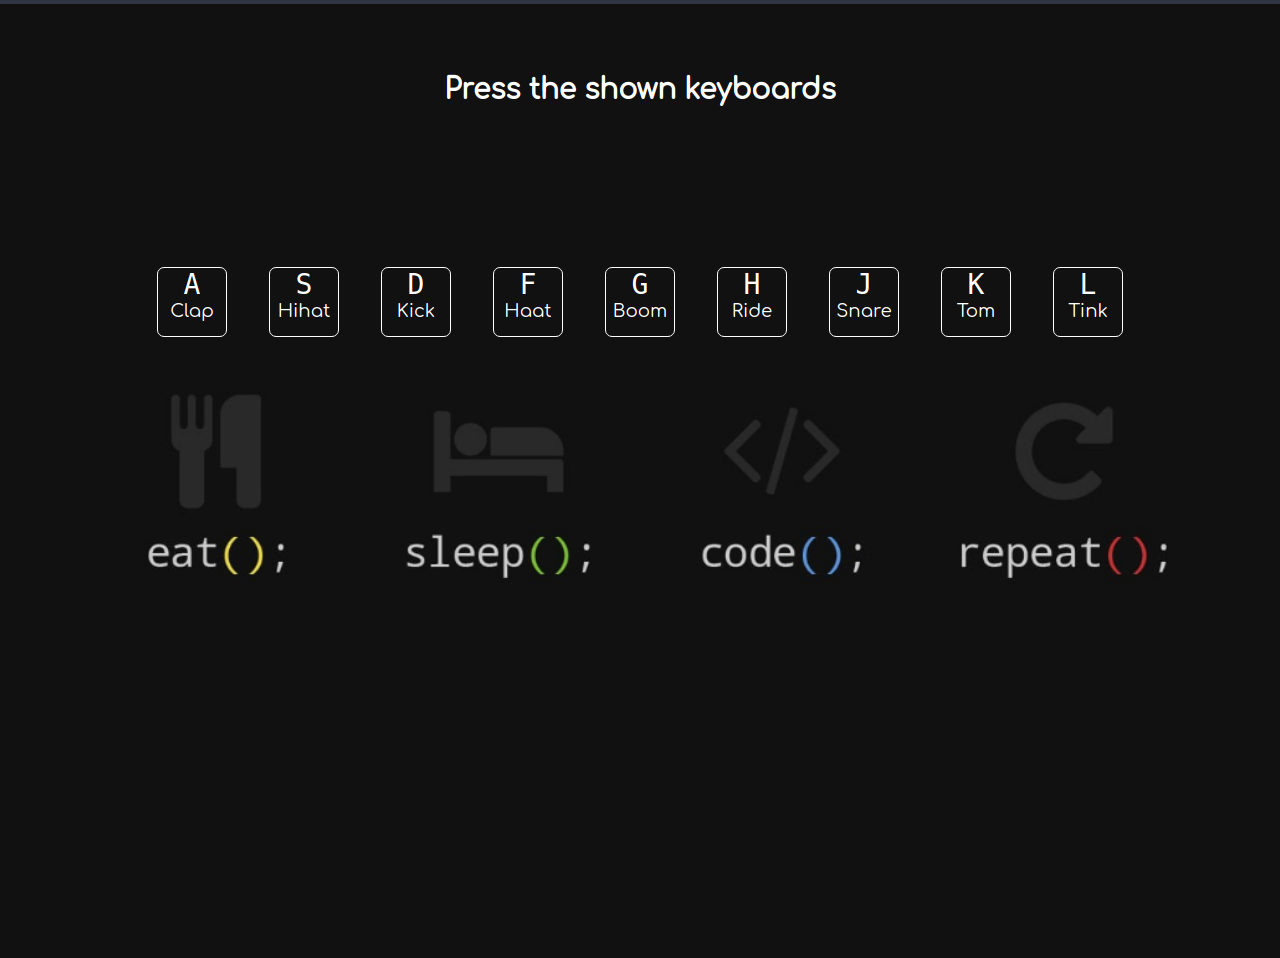 Press the shown keyboards
A S D F G H J K L
Clap Hihat Kick Haat Boom Ride Snare Tom Tink
eat(); sleep(); code(); repeat();